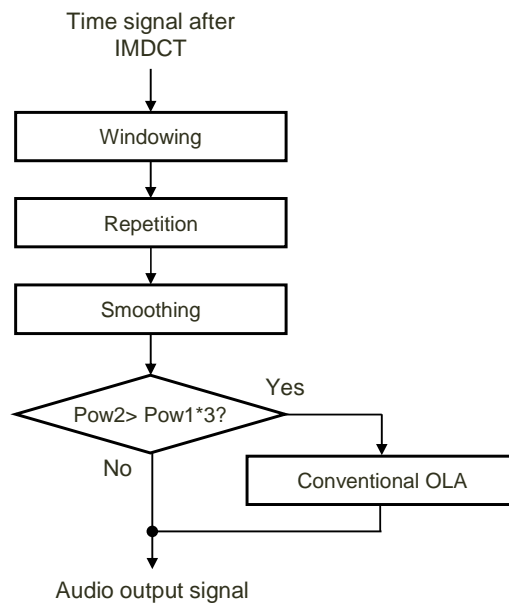 Time signal after
IMDCT
Windowing
Repetition
Smoothing
Pow2> Pow1*3?
Yes
No
Conventional OLA
Audio output signal